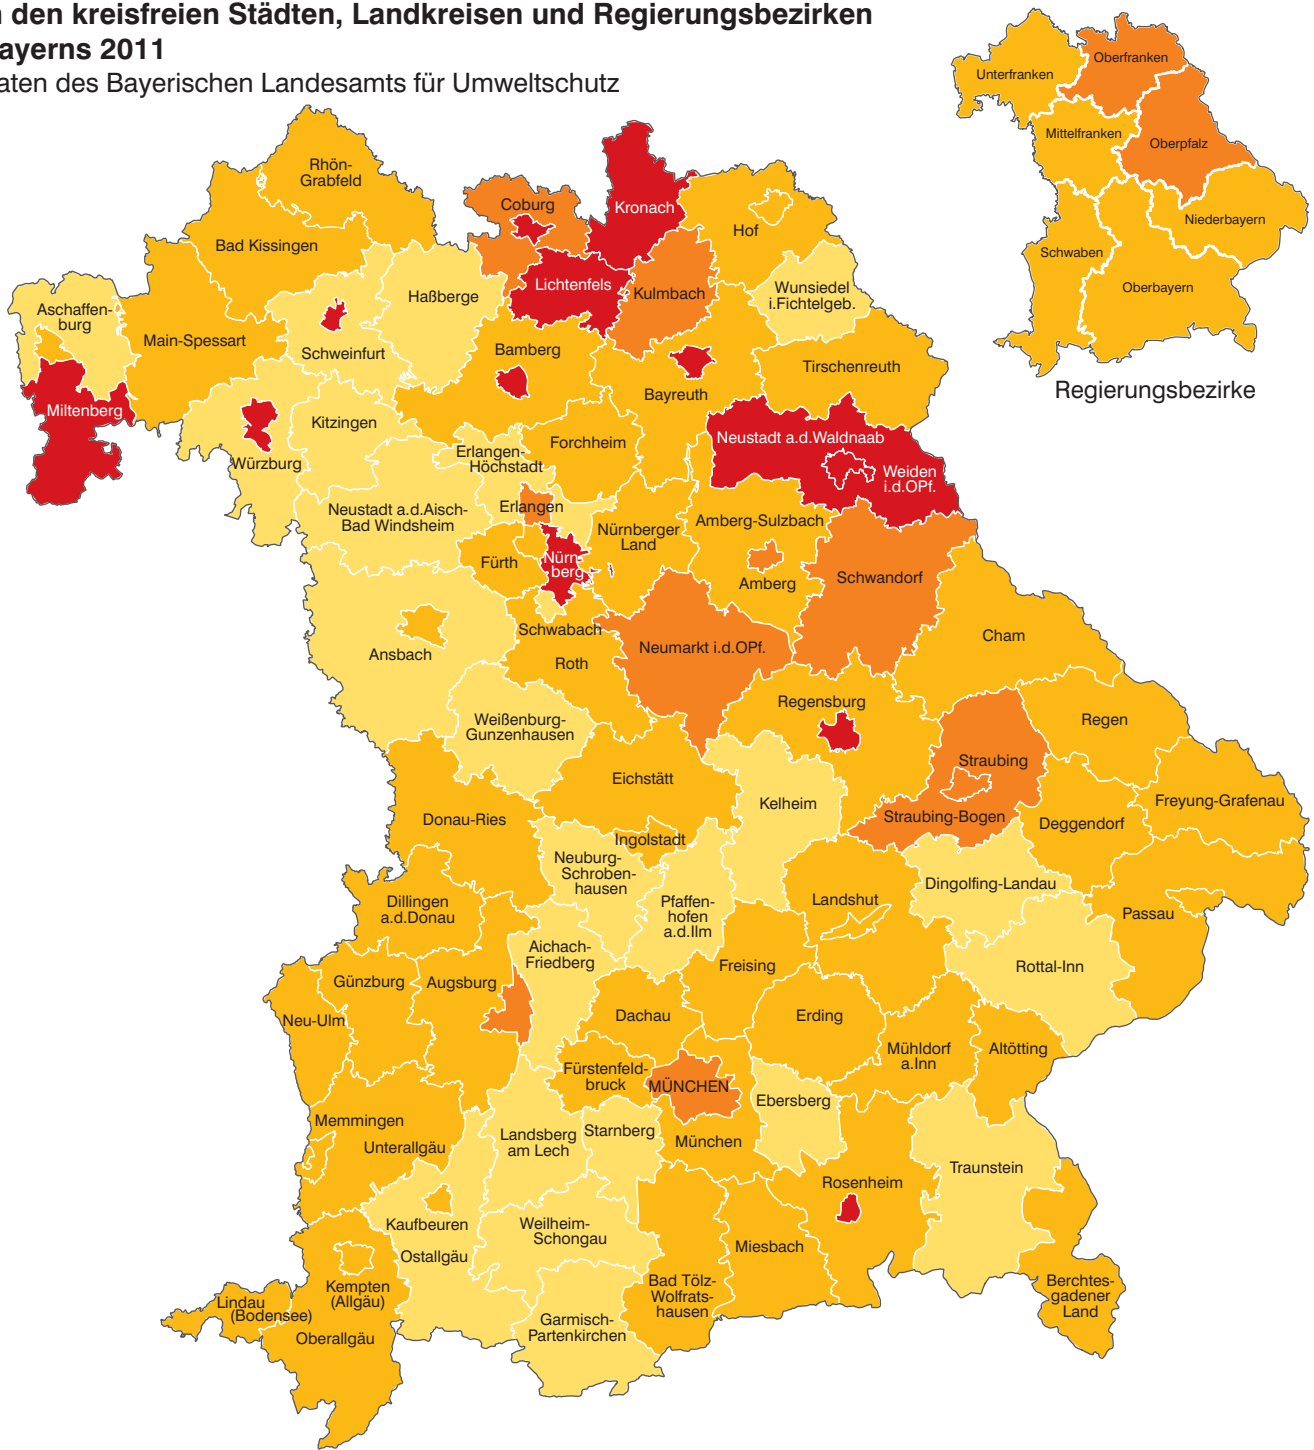 den kreisfreien Städten, Landkreisen und Regierungsbezirken
ayerns 2011
aten des Bayerischen Landesamts für Umweltschutz
Unterfranken
Oberfranken
Mittelfranken
Oberpfalz
Niederbayern
Schwaben
Oberbayern
Regierungsbezirke
Rhön-
Grabfeld
Coburg
Kronach
Hof
Bad Kissingen
Lichtenfels
Kulmbach
Haßberge
Wunsiedel
i.Fichtelgeb.
Aschaffen-
burg
Main-Spessart
Schweinfurt
Bamberg
Bayreuth
Tirschenreuth
Miltenberg
Kitzingen
Würzburg
Forchheim
Erlangen-
Höchstadt
Neustadt a.d.Waldnaab
Weiden
i.d.OPf.
Neustadt a.d.Aisch-
Bad Windsheim
Erlangen
Nürnberger
Land
Amberg-Sulzbach
Fürth
Nürn-
berg
Amberg
Schwandorf
Ansbach
Schwabach
Roth
Neumarkt i.d.OPf.
Cham
Weißenburg-
Gunzenhausen
Regensburg
Regen
Eichstätt
Kelheim
Straubing
Straubing-Bogen
Freyung-Grafenau
Deggendorf
Donau-Ries
Ingolstadt
Neuburg-
Schroben-
hausen
Dillingen
a.d.Donau
Pfaffen-
hofen
a.d.Ilm
Landshut
Dingolfing-Landau
Passau
Aichach-
Friedberg
Freising
Rottal-Inn
Günzburg
Augsburg
Neu-Ulm
Dachau
Erding
Mühldorf
a.Inn
Altötting
Fürstenfeld-
bruck
MÜNCHEN
Ebersberg
Memmingen
Unterallgäu
Landsberg
am Lech
Starnberg
München
Traunstein
Rosenheim
Kaufbeuren
Ostallgäu
Weilheim-
Schongau
Miesbach
Kempten
(Allgäu)
Lindau
(Bodensee)
Oberallgäu
Bad Tölz-
Wolfrats-
hausen
Garmisch-
Partenkirchen
Berchtes-
gadener
Land